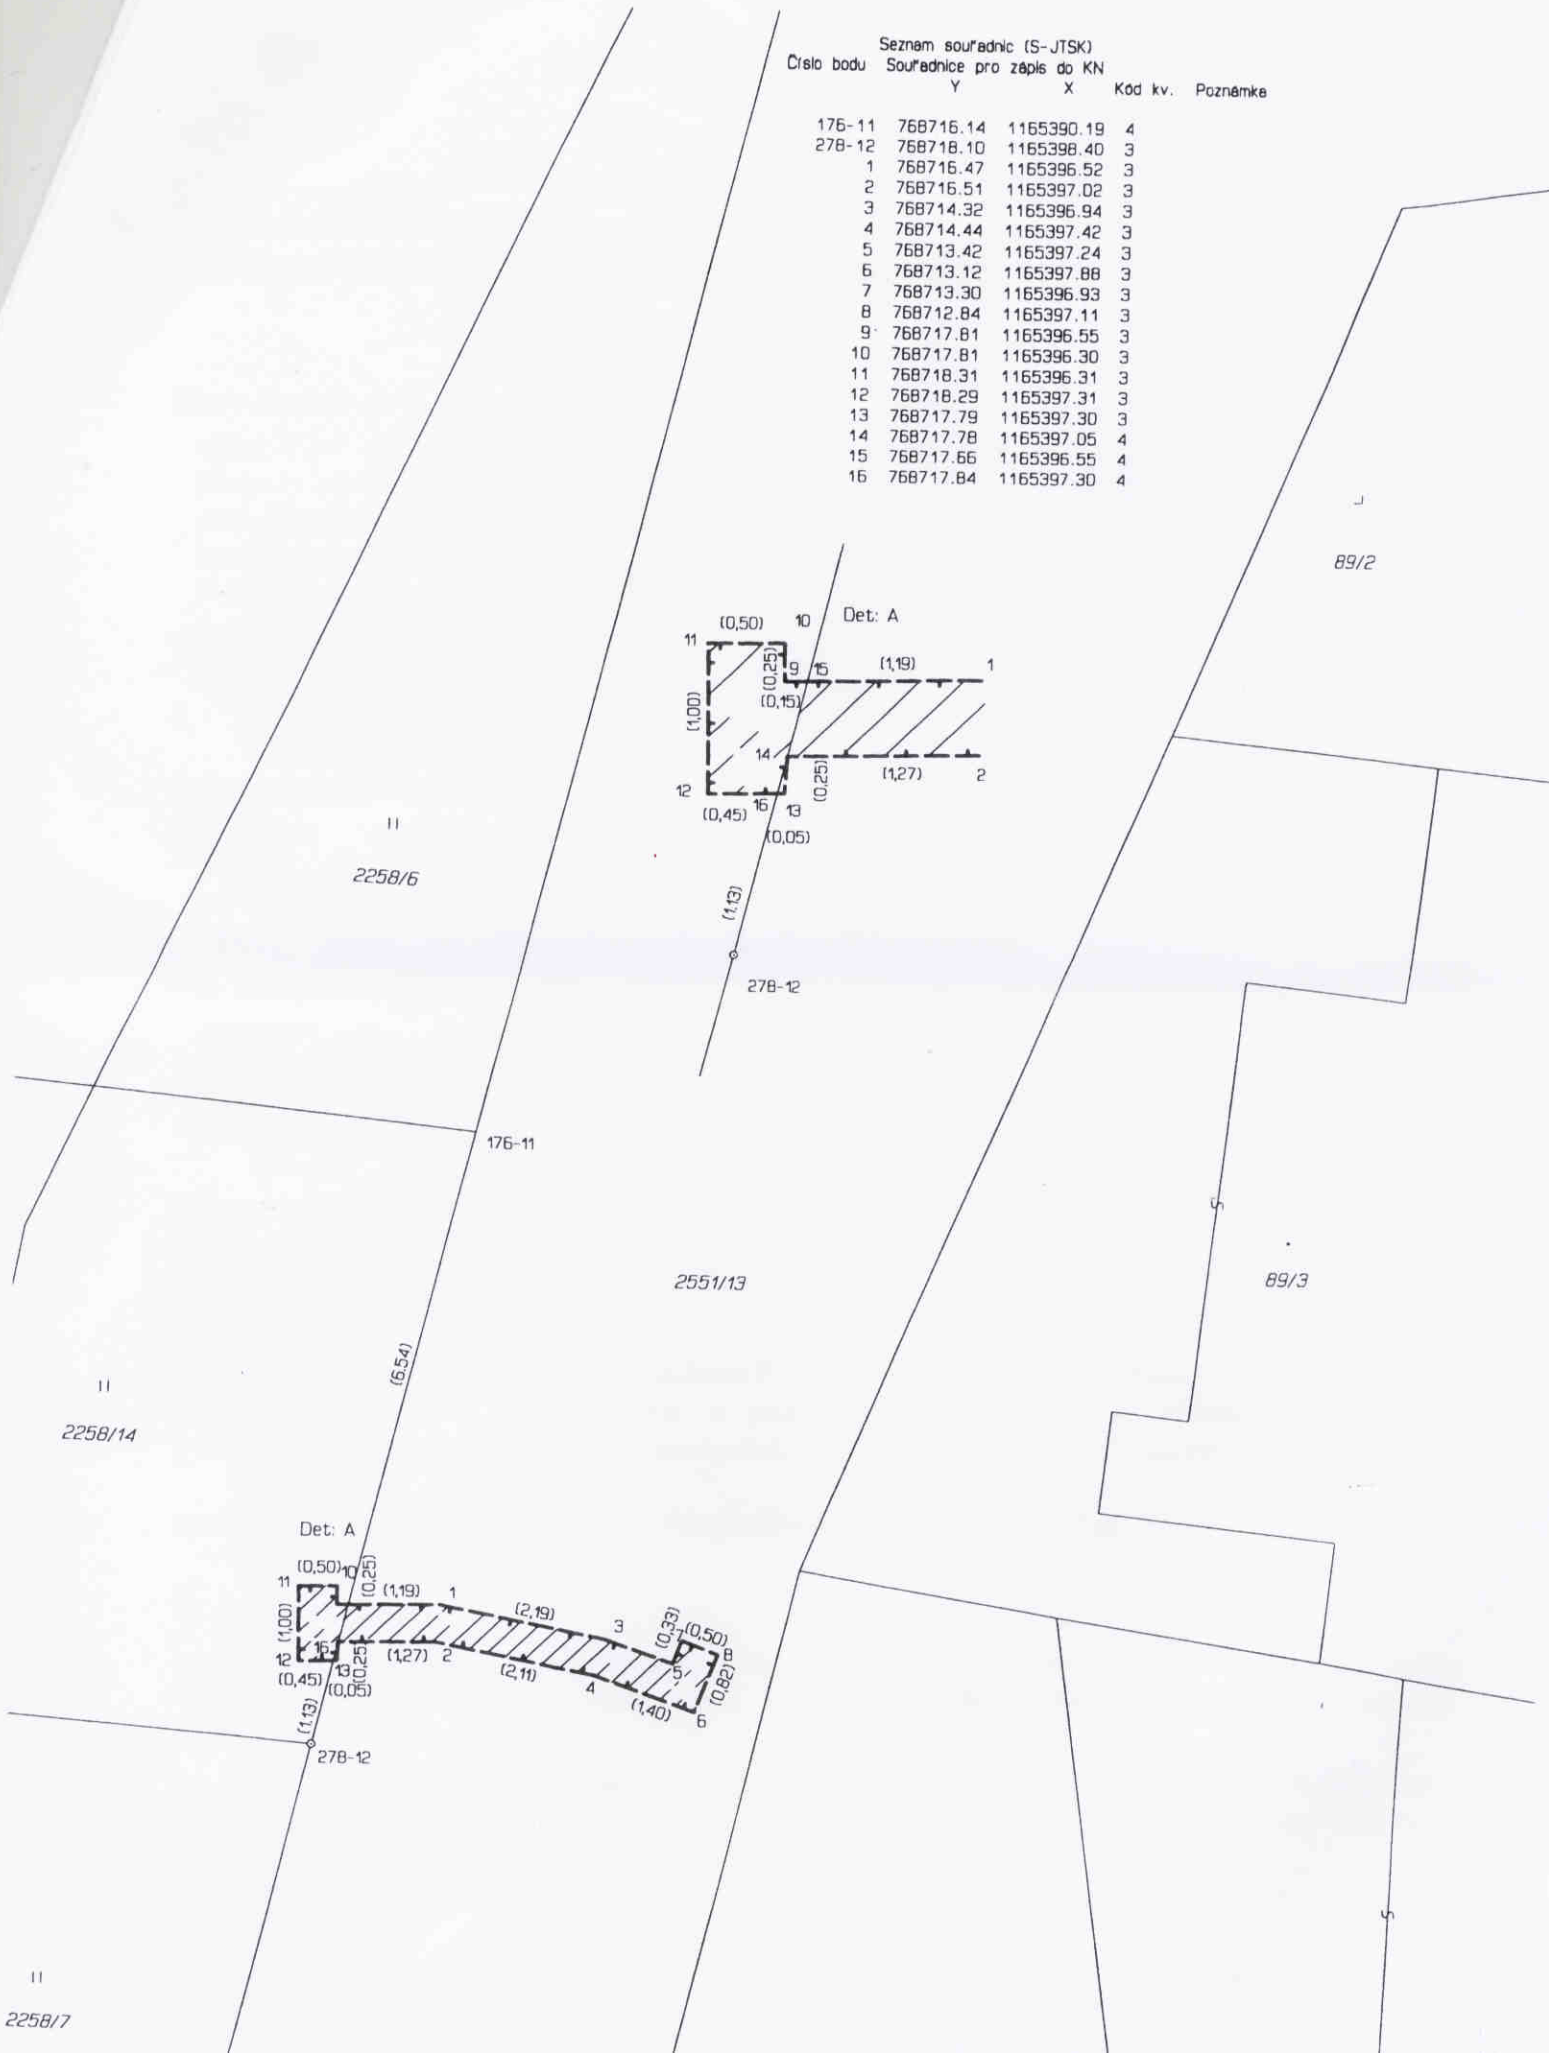 Seznam souřadnic (S-JTSK)
Číslo bodu Souřadnice pro zápis do KN
Y X Kód kv. Poznámka
176-11 768716.14 1165390.19 4
278-12 768718.10 1165398.40 3
1 768716.47 1165396.52 3
2 768716.51 1165397.02 3
3 768714.32 1165396.94 3
4 768714.44 1165397.42 3
5 768713.42 1165397.24 3
6 768713.12 1165397.88 3
7 768713.30 1165396.93 3
8 768712.84 1165397.11 3
9 768717.81 1165396.55 3
10 768717.81 1165396.30 3
11 768718.31 1165396.31 3
12 768718.29 1165397.31 3
13 768717.79 1165397.30 3
14 768717.78 1165397.05 4
15 768717.66 1165396.55 4
16 768717.84 1165397.30 4
89/2
Det: A
(0,50) 10
11
(0,25)
9 15 (1,19) 1
(0,15)
(1,00)
14
(0,25) (1,27) 2
12 16 13
(0,45)
(0,05)
2258/6
(1.13)
278-12
176-11
2551/13
89/3
(6.54)
2258/14
Det: A
(0,50) 10 (0,25)
11
(1,19) 1
(2,19) 3
(0,33) 7 (0,50)
8
(1,00)
16
12 13 (0,25) (1,27) 2
(2,11) 4
5
(0,82)
(0,45) (0,05)
(1,40) 6
(1.13)
278-12
2258/7